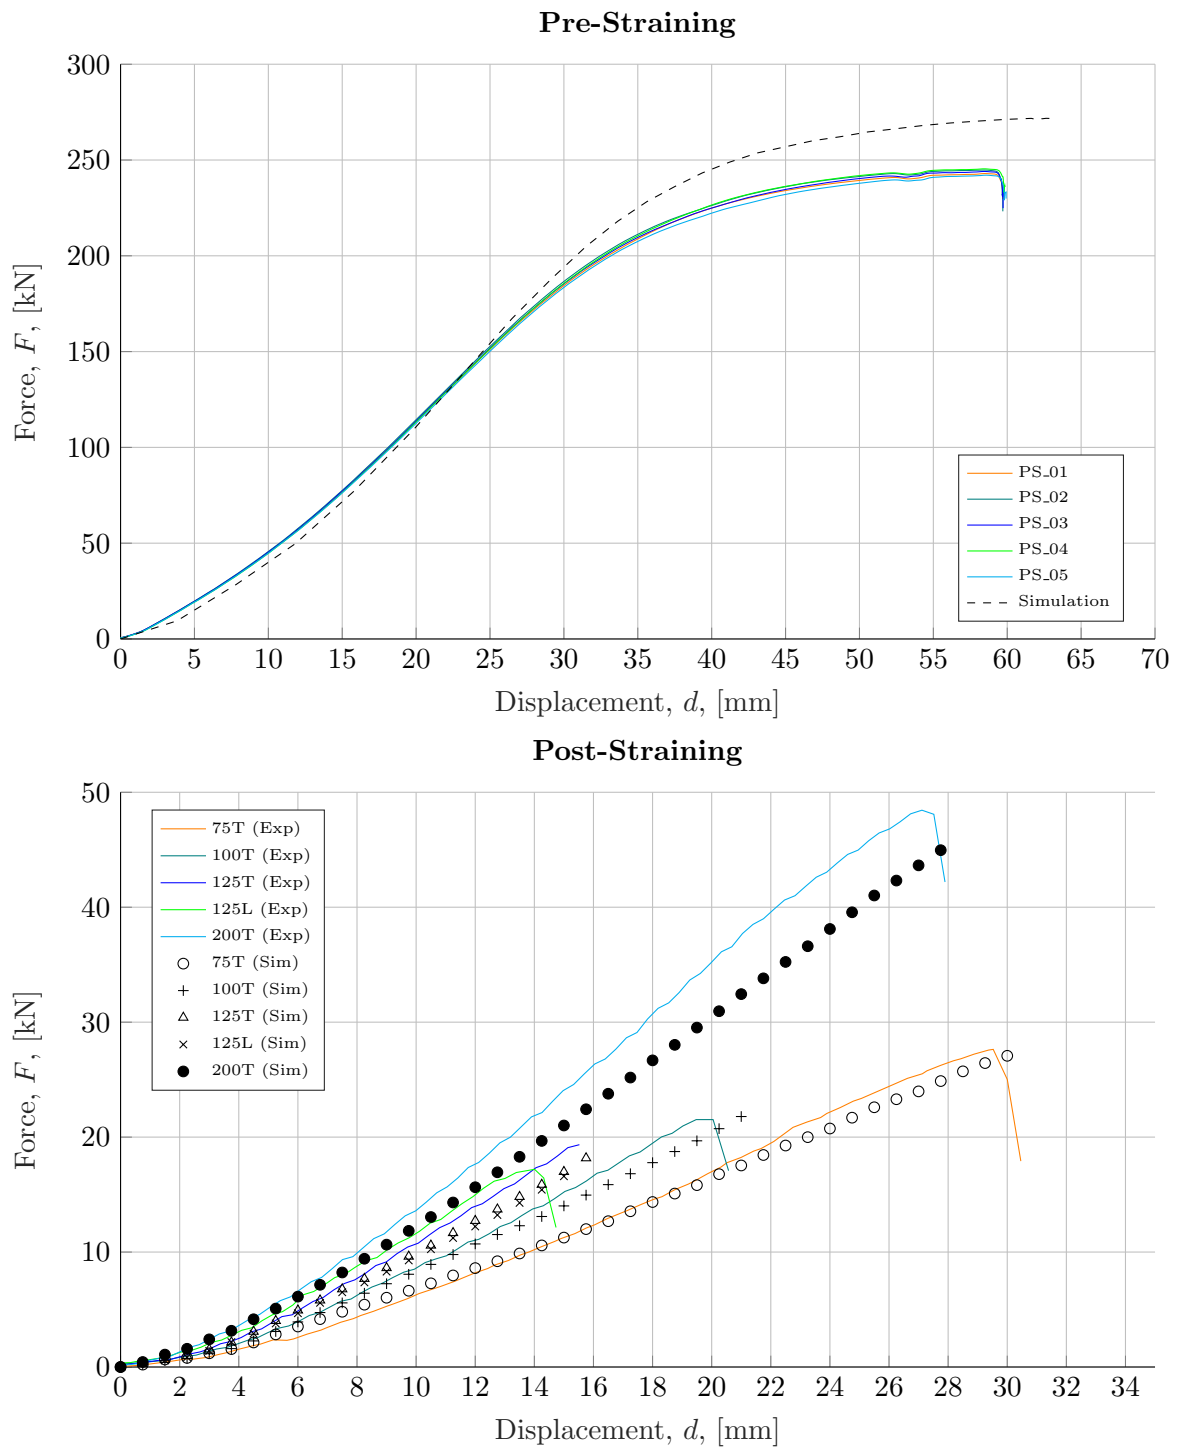 Pre-Straining
300
250
200
150
100
50
0
Force, F, [kN]
PS_01
PS_02
PS_03
PS_04
PS_05
Simulation
0 5 10 15 20 25 30 35 40 45 50 55 60 65 70
Displacement, d, [mm]
Post-Straining
50
40
30
20
10
0
Force, F, [kN]
75T (Exp)
100T (Exp)
125T (Exp)
125L (Exp)
200T (Exp)
75T (Sim)
100T (Sim)
125T (Sim)
125L (Sim)
200T (Sim)
0 2 4 6 8 10 12 14 16 18 20 22 24 26 28 30 32 34
Displacement, d, [mm]